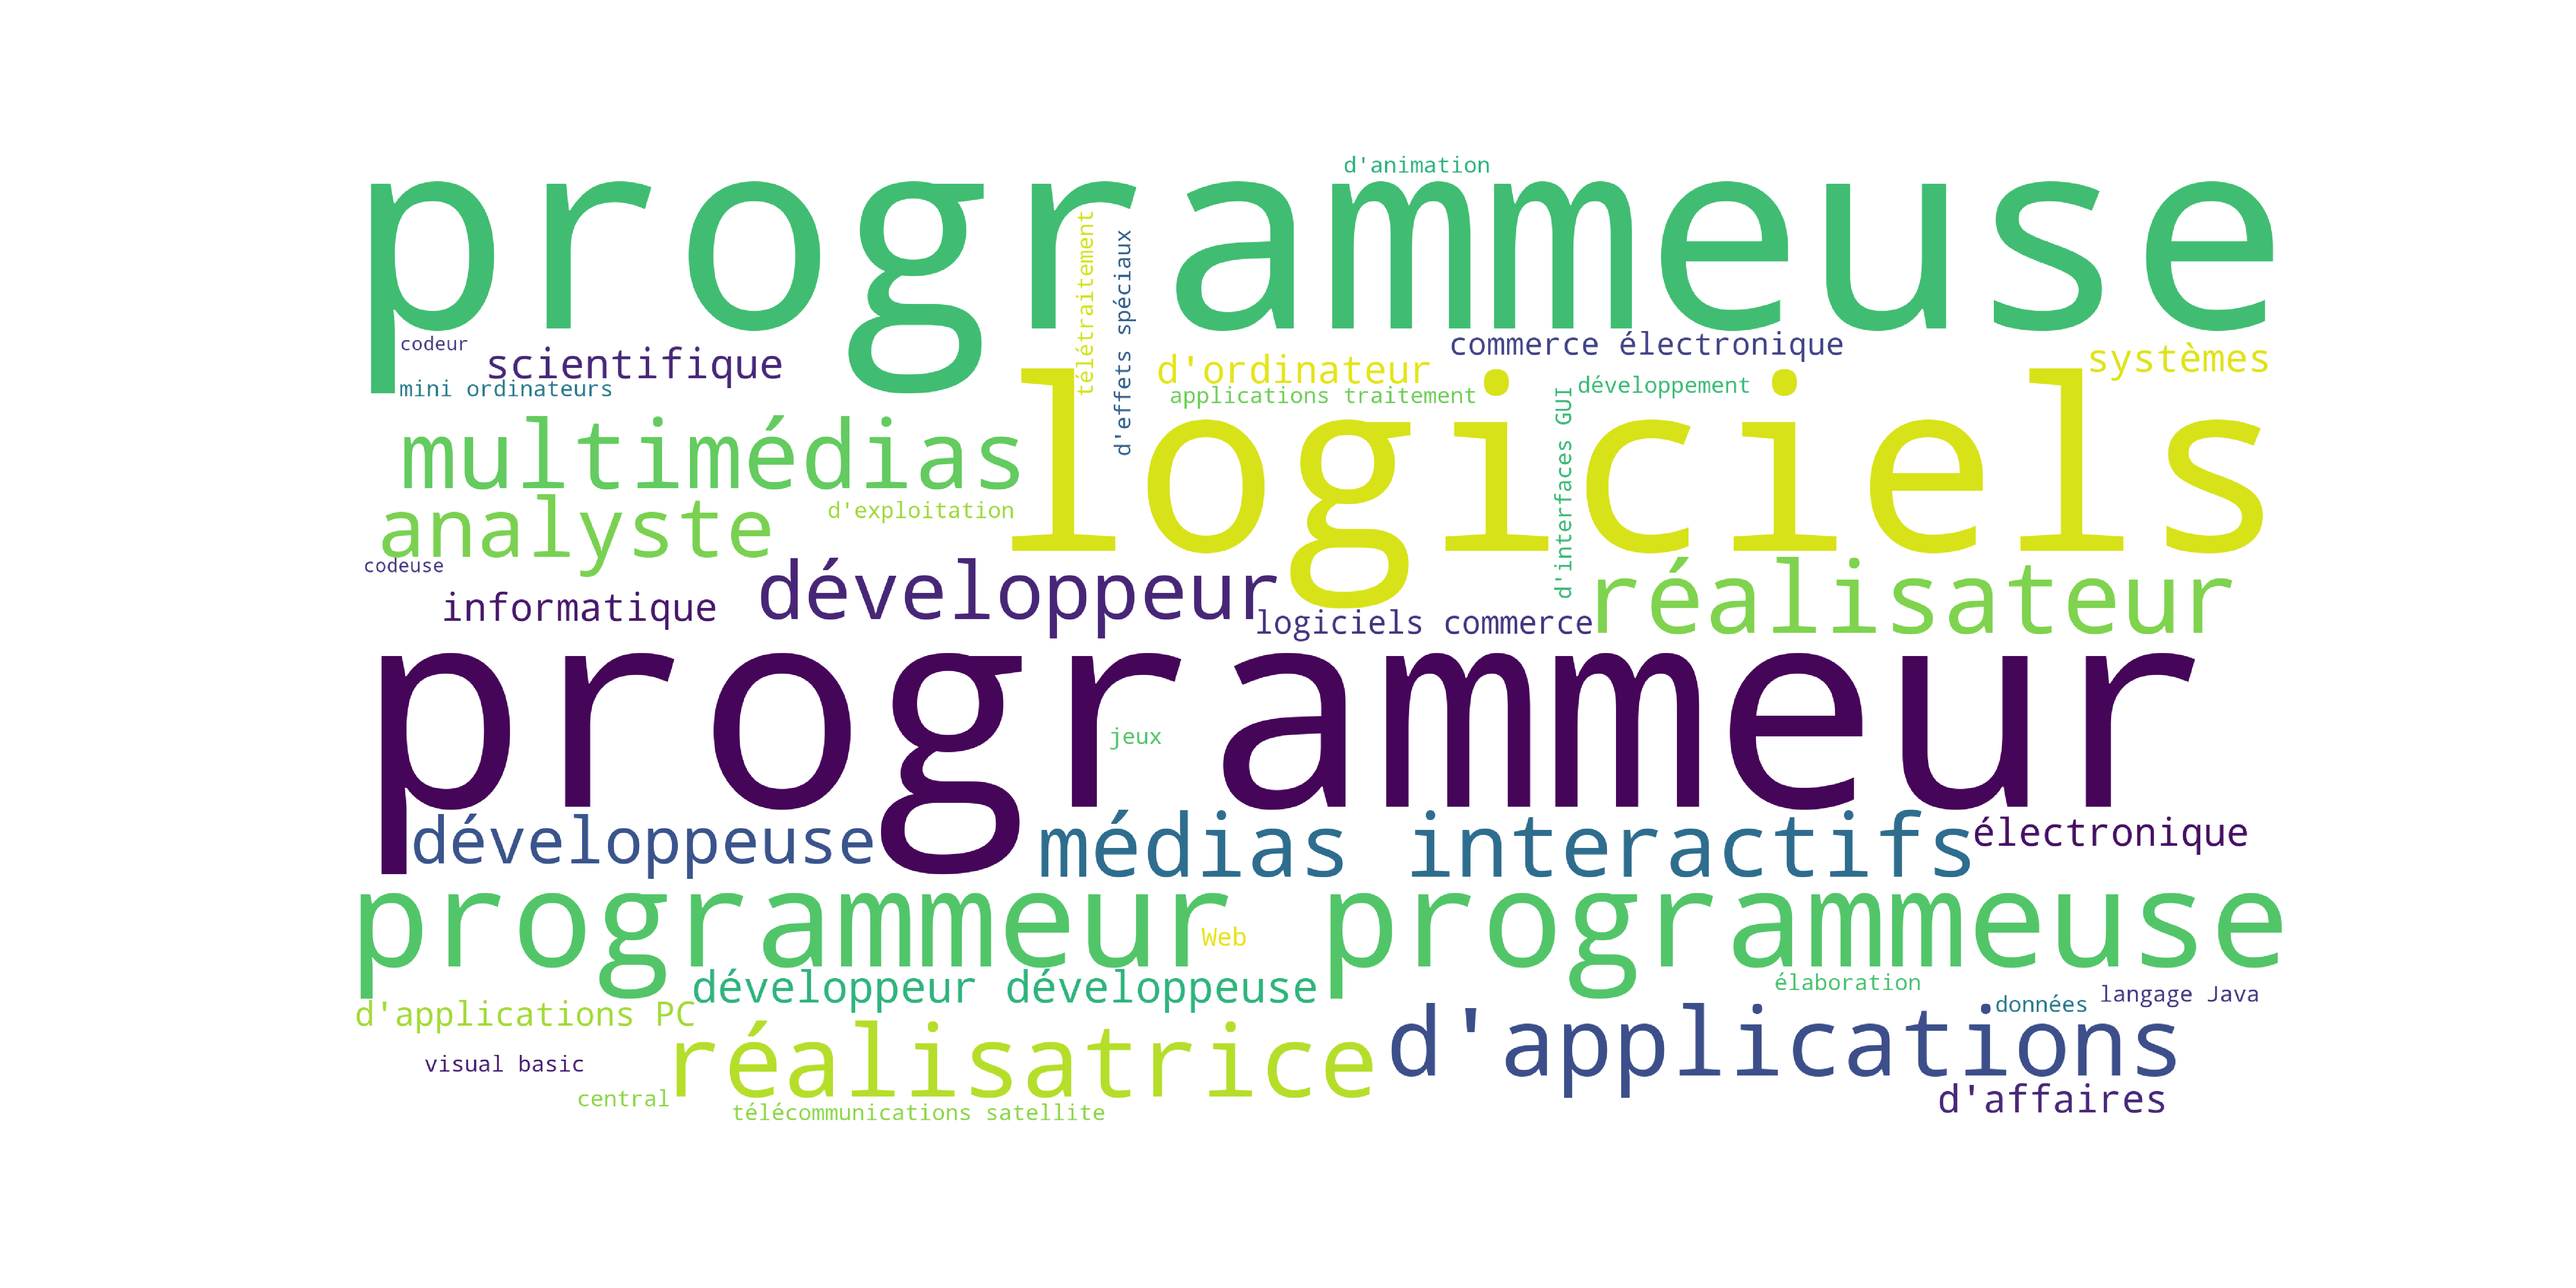 d'animation
programmeuse
télétraitement
d'effets spéciaux
codeur
scientifique
d'ordinateur
commerce électronique
systèmes
mini ordinateurs
applications traitement
d'interfaces GUI
développement
multimédias
logiciels
analyste
d'exploitation
codeuse
développeur
réalisateur
informatique
logiciels commerce
programmeur
jeux
développeuse
médias interactifs
électronique
programmeur programmeuse
Web
développeur développeuse
élaboration
données
langage Java
d'applications PC
réalisatrice
d'applications
visual basic
central
d'affaires
télécommunications satellite